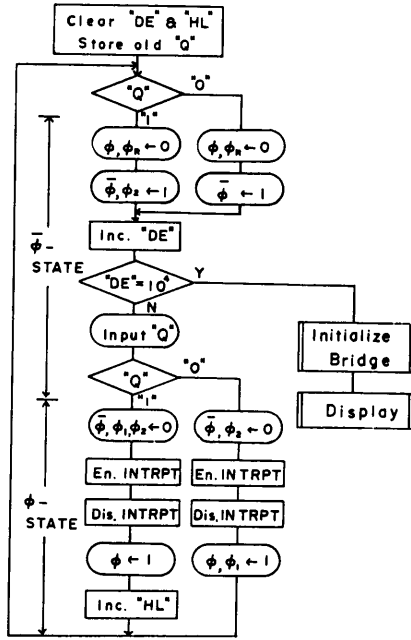 Clear "DE" & "HL"
Store old "Q"
"Q"
"0"
"1"
ϕ, ϕR ← 0
ϕ, ϕR ← 0
ϕ̄, ϕ2 ← 1
ϕ̄ ← 1
Inc. "DE"
ϕ̄ -
STATE
"DE" = 10⁴
Y
N
Input "Q"
Initialize
Bridge
Display
"Q"
"0"
"1"
ϕ̄, ϕ1, ϕ2 ← 0
ϕ̄, ϕ2 ← 0
En. INTRPT
En. INTRPT
Dis. INTRPT
Dis. INTRPT
ϕ -
STATE
ϕ ← 1
ϕ, ϕ1 ← 1
Inc. "HL"